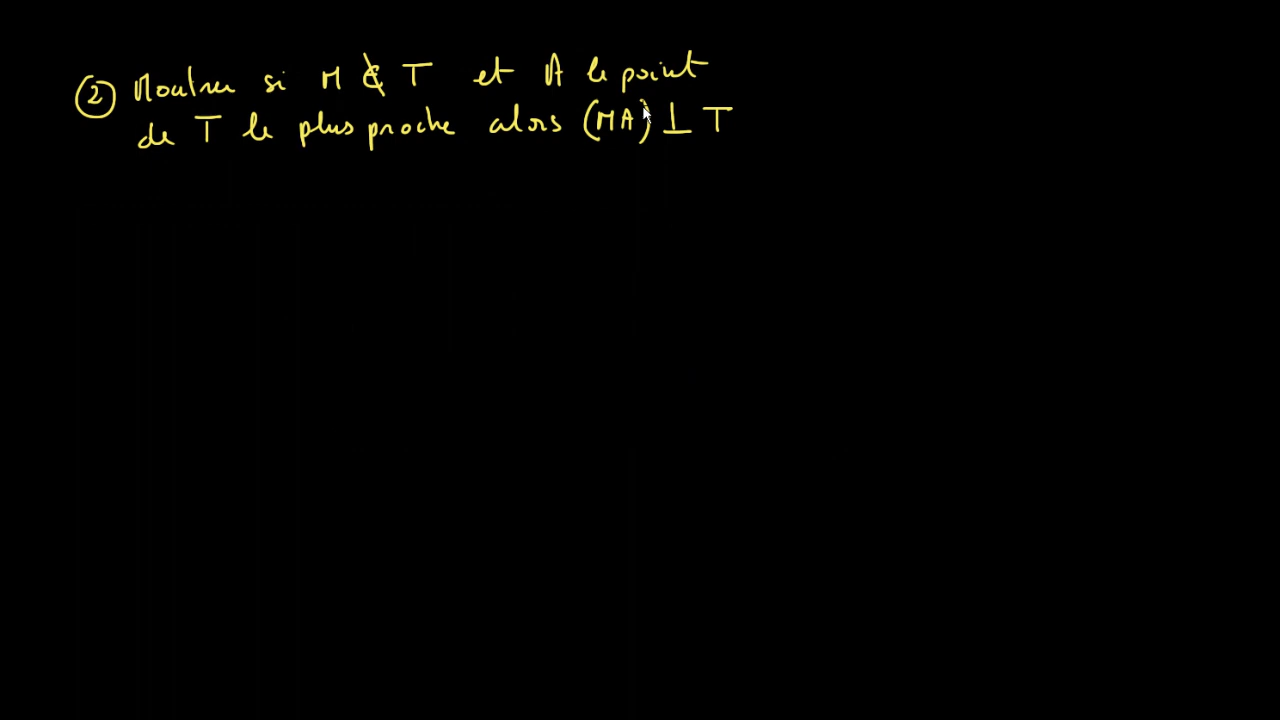 ② Montrer si M ∉ T et A le point
de T le plus proche alors (MA) ⊥ T